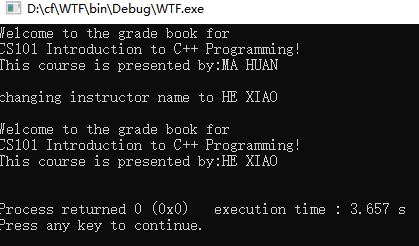 D:\cf\WTF\bin\Debug\WTF.exe
Welcome to the grade book for
CS101 Introduction to C++ Programming!
This course is presented by:MA HUAN
changing instructor name to HE XIAO
Welcome to the grade book for
CS101 Introduction to C++ Programming!
This course is presented by:HE XIAO
Process returned 0 (0x0)   execution time : 3.657 s
Press any key to continue.